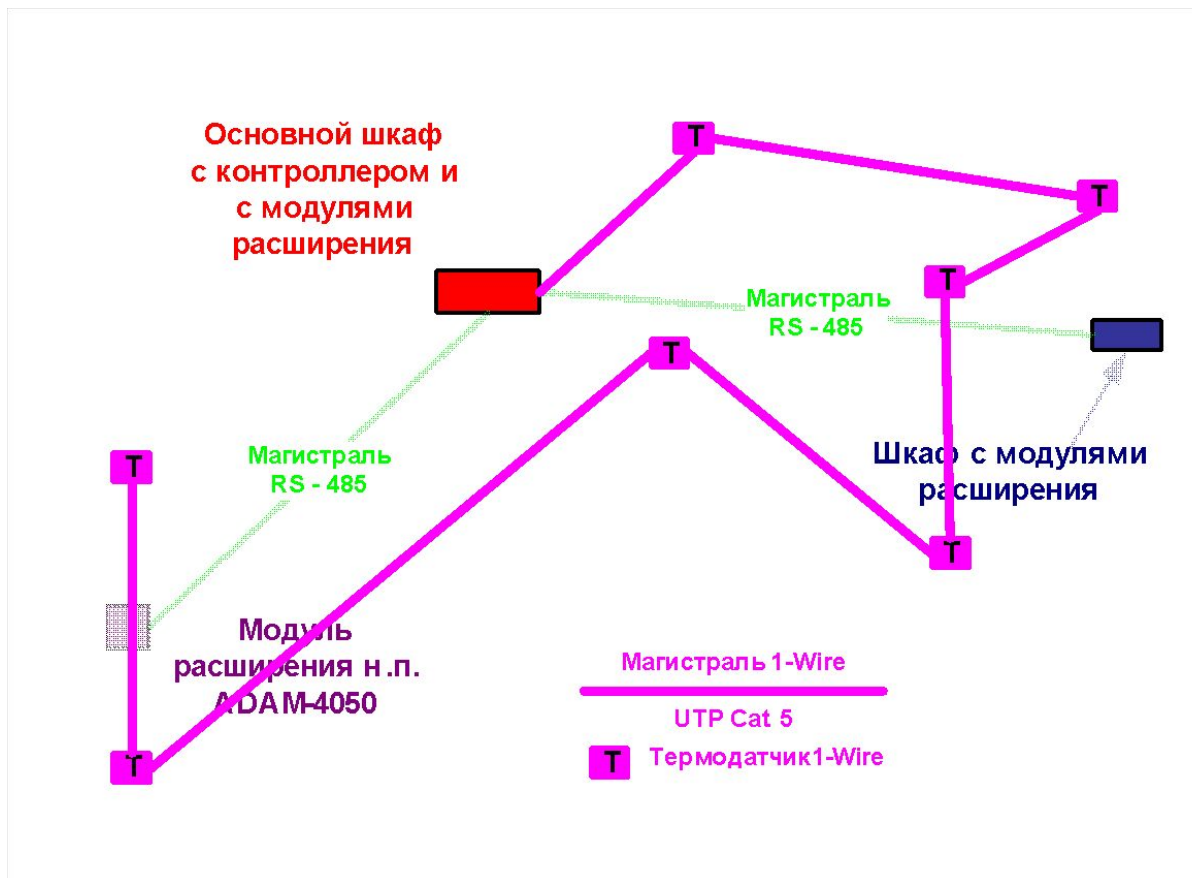 Основной шкаф
с контроллером и
с модулями
расширения
Т
Т
Т
Магистраль
RS - 485
Т
Магистраль
RS - 485
Т
Шкаф с модулями
расширения
Т
Модуль
расширения н.п.
ADAM-4050
Т
Магистраль 1-Wire
UTP Cat 5
Т
Термодатчик1-Wire